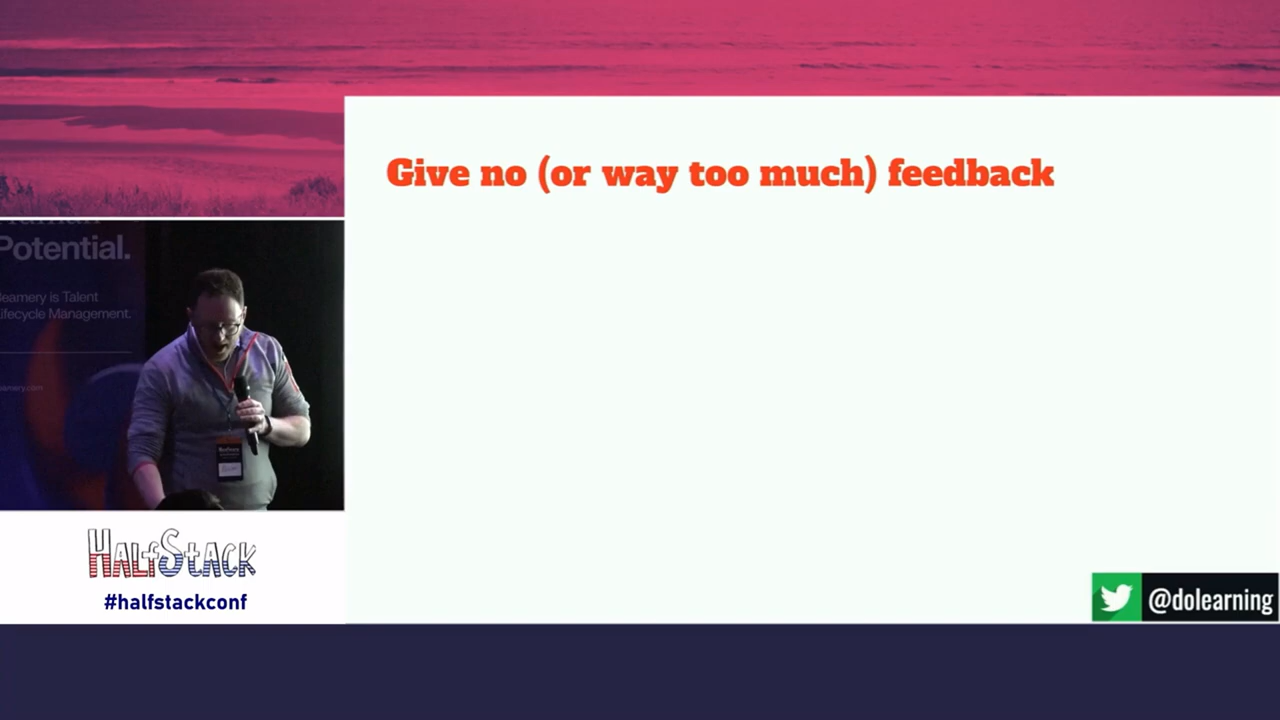 Give no (or way too much) feedback
Potential.
Beamery is Talent
Lifecycle Management.
HALFSTACK
#halfstackconf
@dolearning